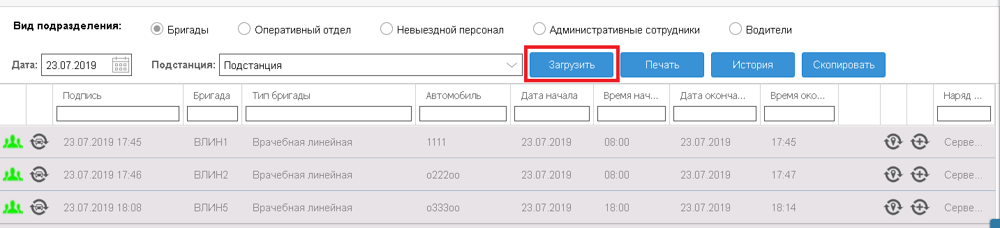 Вид подразделения: Бригады Оперативный отдел Невыездной персонал Административные сотрудники Водители
Дата: 23.07.2019 Подстанция: Подстанция Загрузить Печать История Скопировать
Подпись Бригада Тип бригады Автомобиль Дата начала Время нач... Дата оконча... Время око... Наряд ...
23.07.2019 17:45 ВЛИН1 Врачебная линейная 1111 23.07.2019 08:00 23.07.2019 17:45 Серве...
23.07.2019 17:46 ВЛИН2 Врачебная линейная о222оо 23.07.2019 08:00 23.07.2019 17:47 Серве...
23.07.2019 18:08 ВЛИН5 Врачебная линейная о333оо 23.07.2019 18:00 23.07.2019 18:14 Серве...